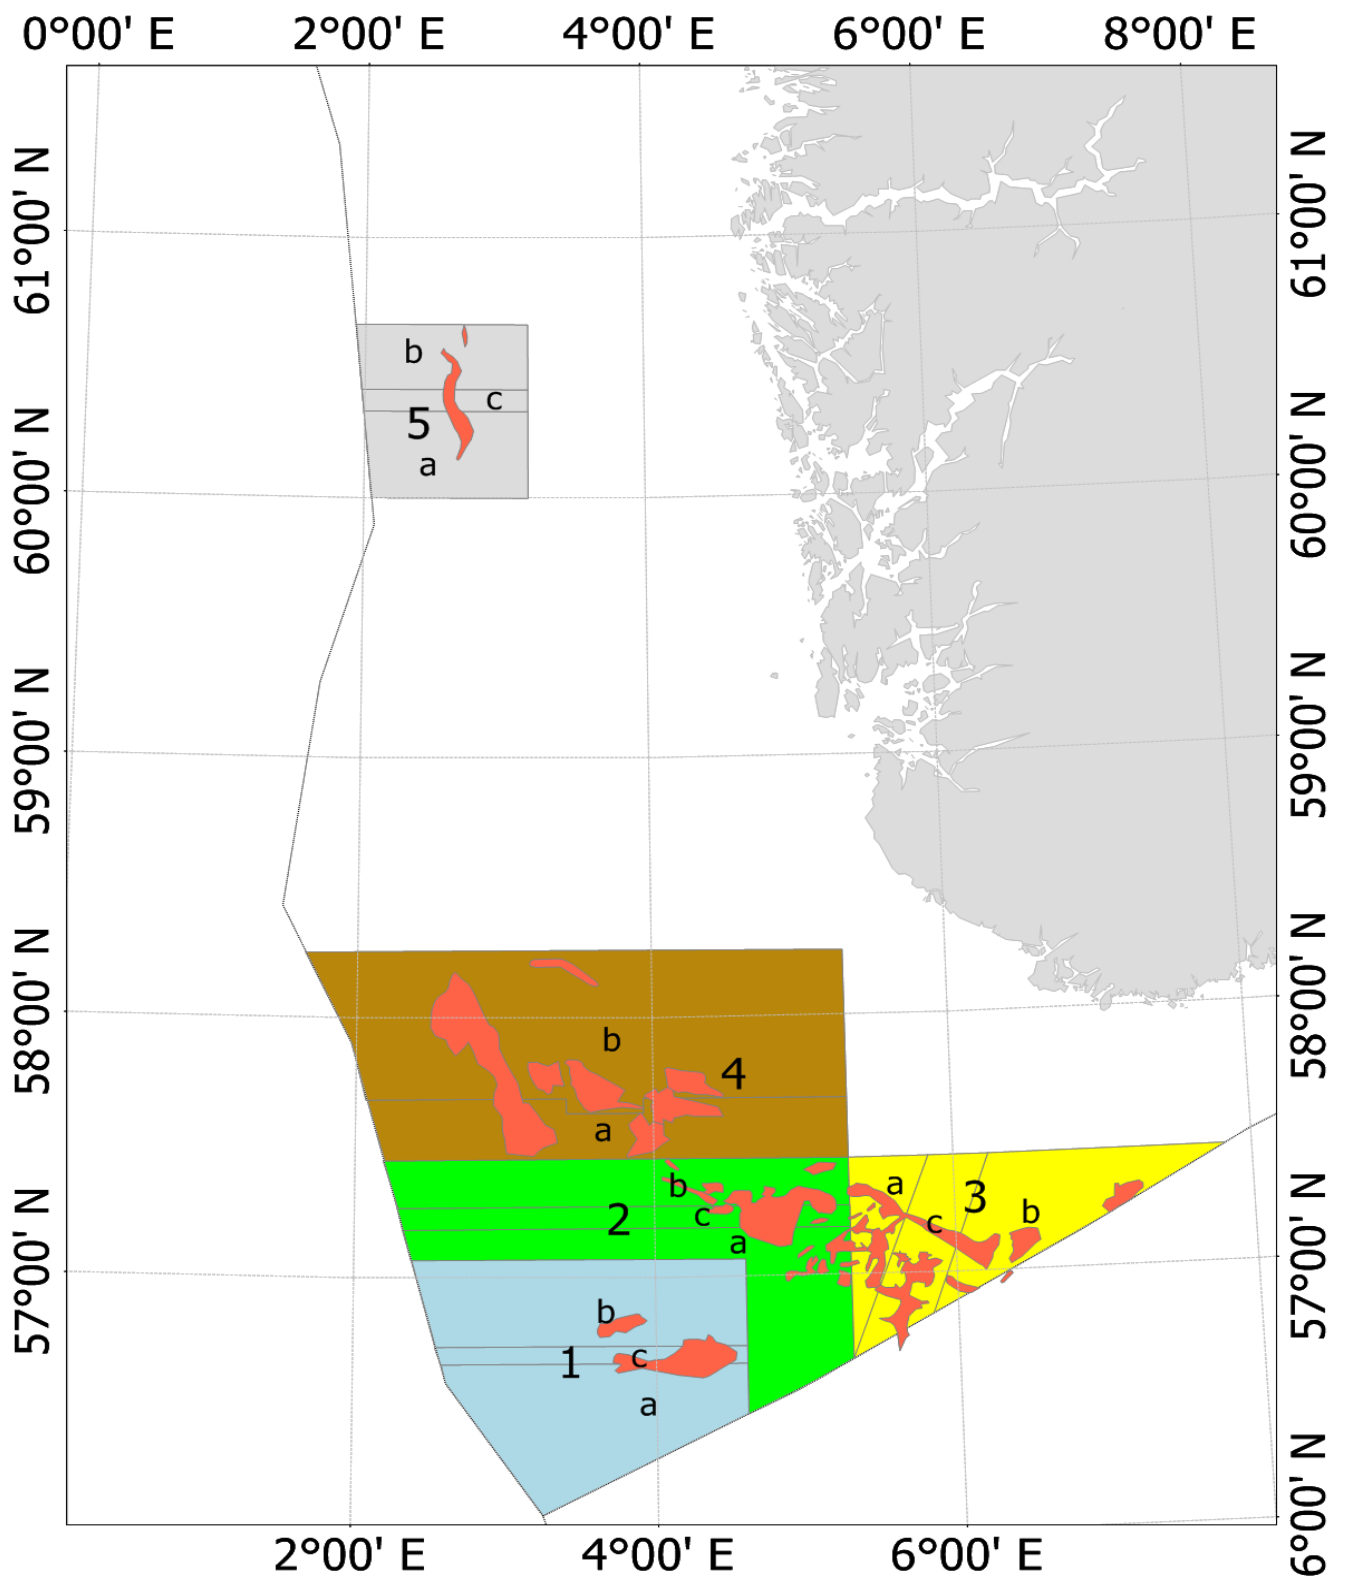 0°00' E 2°00' E 4°00' E 6°00' E 8°00' E
61°00' N 61°00' N
b
c
5
a
60°00' N 60°00' N
59°00' N 59°00' N
58°00' N 58°00' N
b
4
a
b a 3
c 2 c b
a
57°00' N 57°00' N
b
1 c
a
56°00' N
2°00' E 4°00' E 6°00' E